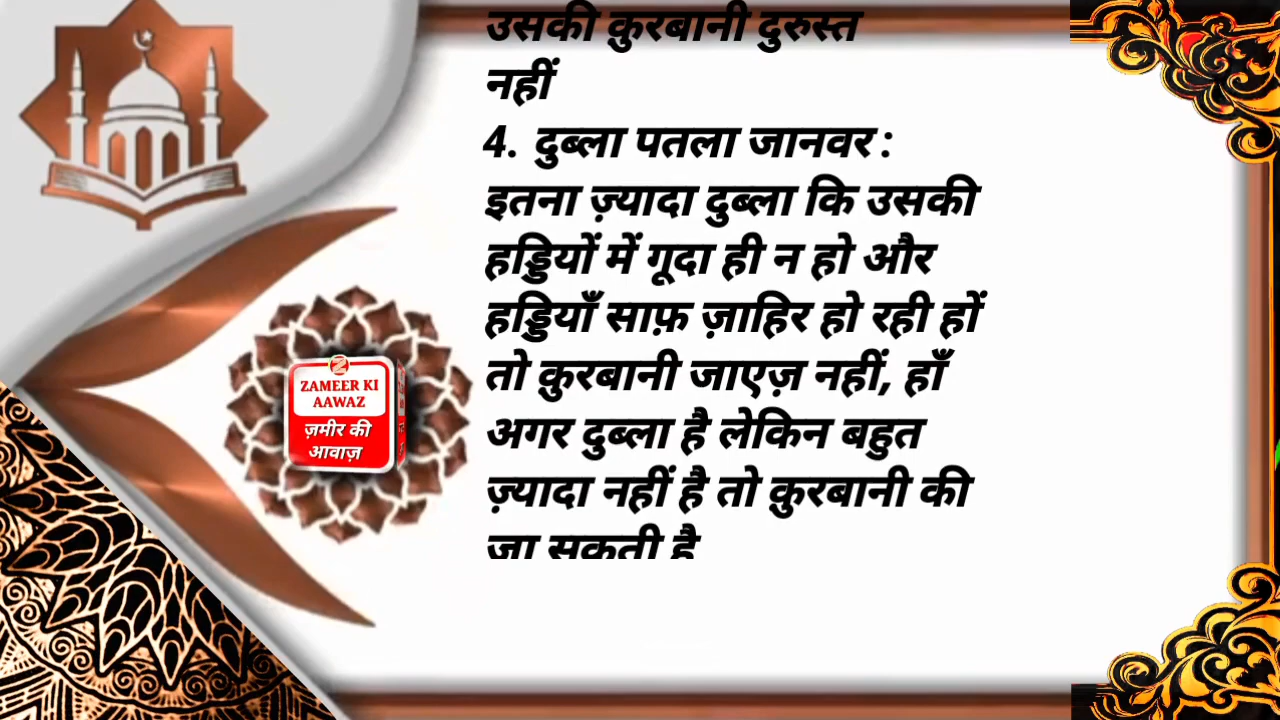 उसकी क़ुरबानी दुरुस्त
नहीं
4. दुब्ला पतला जानवर :
इतना ज़्यादा दुब्ला कि उसकी
हड्डियों में गूदा ही न हो और
हड्डियाँ साफ़ ज़ाहिर हो रही हों
तो क़ुरबानी जाएज़ नहीं, हाँ
अगर दुब्ला है लेकिन बहुत
ज़्यादा नहीं है तो क़ुरबानी की
जा सकती है
ZAMEER KI
AAWAZ
ज़मीर की
आवाज़